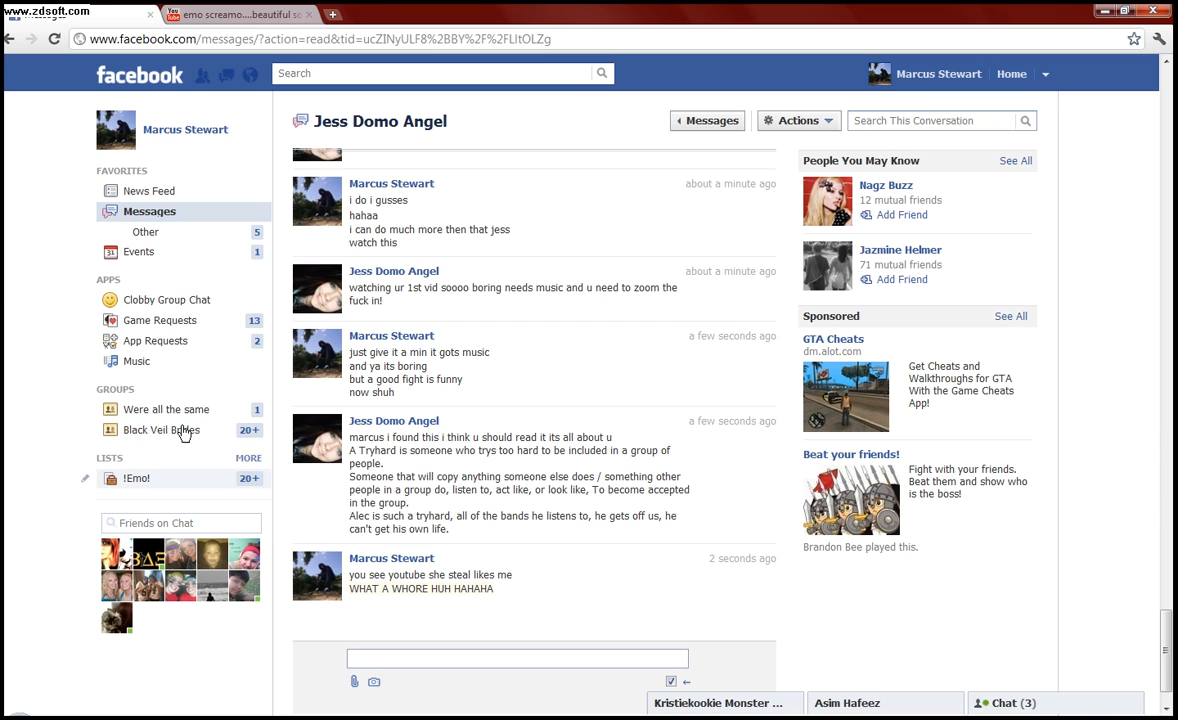 www.zdsoft.com
emo screamo....beautiful so
www.facebook.com/messages/?action=read&tid=ucZINyULF8%2BBY%2F%2FLItOLZg
facebook
Search
Marcus Stewart
Home
Marcus Stewart
FAVORITES
News Feed
Messages
Other 5
Events 1
APPS
Clobby Group Chat
Game Requests 13
App Requests 2
Music
GROUPS
Were all the same 1
Black Veil Brides 20+
LISTS MORE
!Emo! 20+
Friends on Chat
Jess Domo Angel
Messages
Actions
Search This Conversation
Marcus Stewart about a minute ago
i do i gusses
hahaa
i can do much more then that jess
watch this
Jess Domo Angel about a minute ago
watching ur 1st vid soooo boring needs music and u need to zoom the
fuck in!
Marcus Stewart a few seconds ago
just give it a min it gots music
and ya its boring
but a good fight is funny
now shuh
Jess Domo Angel a few seconds ago
marcus i found this i think u should read it its all about u
A Tryhard is someone who trys too hard to be included in a group of
people.
Someone that will copy anything someone else does / something other
people in a group do, listen to, act like, or look like, To become accepted
in the group.
Alec is such a tryhard, all of the bands he listens to, he gets off us, he
can't get his own life.
Marcus Stewart 2 seconds ago
you see youtube she steal likes me
WHAT A WHORE HUH HAHAHA
People You May Know See All
Nagz Buzz
12 mutual friends
Add Friend
Jazmine Helmer
71 mutual friends
Add Friend
Sponsored See All
GTA Cheats
dm.alot.com
Get Cheats and
Walkthroughs for GTA
With the Game Cheats
App!
Beat your friends!
Fight with your friends.
Beat them and show who
is the boss!
Brandon Bee played this.
Kristiekookie Monster ...
Asim Hafeez
Chat (3)